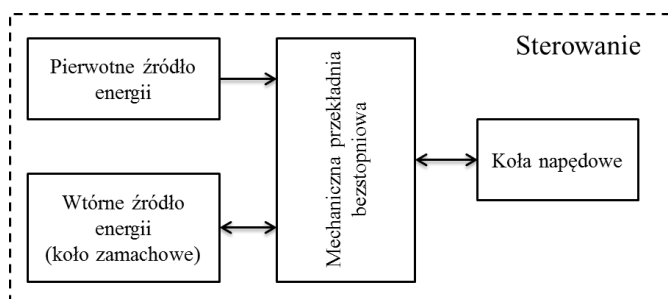 Sterowanie
Pierwotne źródło
energii
Mechaniczna przekładnia
bezstopniowa
Koła napędowe
Wtórne źródło
energii
(koło zamachowe)